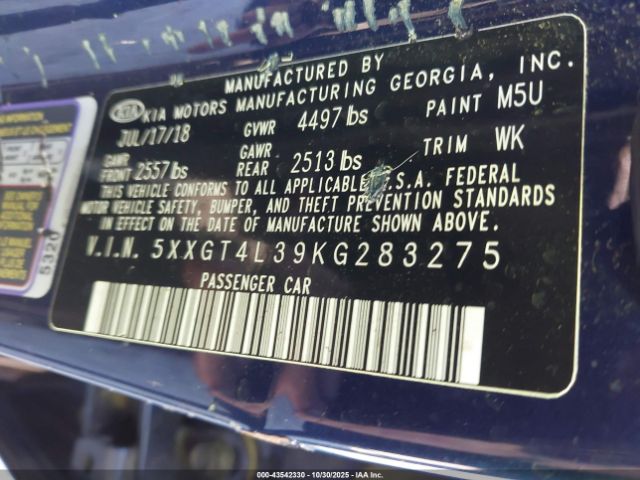 MANUFACTURED BY
KIA KIA MOTORS MANUFACTURING GEORGIA, INC.
JUL/17/18 GVWR 4497 lbs PAINT M5U
GAWR FRONT 2557 lbs GAWR REAR 2513 lbs TRIM WK
THIS VEHICLE CONFORMS TO ALL APPLICABLE U.S.A. FEDERAL
MOTOR VEHICLE SAFETY, BUMPER, AND THEFT PREVENTION STANDARDS
IN EFFECT ON THE DATE OF MANUFACTURE SHOWN ABOVE.
V.I.N. 5XXGT4L39KG283275
PASSENGER CAR
5320
000-43542330 | 10/30/2025 | © IAA, Inc.